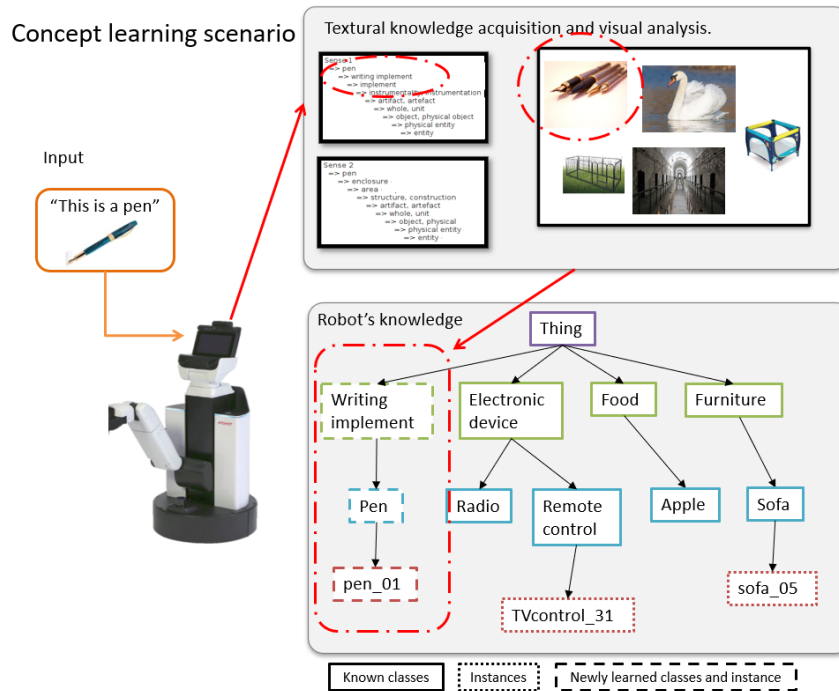 Concept learning scenario
Textural knowledge acquisition and visual analysis.
Sense 1
=> pen
=> writing implement
=> implement
=> instrumentality, instrumentation
=> artifact, artefact
=> whole, unit
=> object, physical object
=> physical entity
=> entity
Sense 2
=> pen
=> enclosure
=> area
=> structure, construction
=> artifact, artefact
=> whole, unit
=> object, physical
=> physical entity
=> entity
Input
“This is a pen”
Robot’s knowledge
Thing
Writing
implement
Electronic
device
Food
Furniture
Pen
Radio
Remote
control
Apple
Sofa
pen_01
TVcontrol_31
sofa_05
Known classes
Instances
Newly learned classes and instance